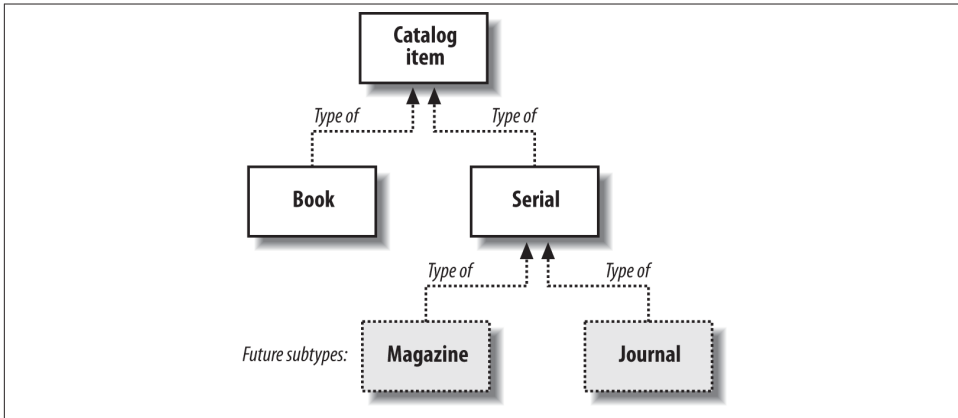 Catalog
item
Type of
Type of
Book
Serial
Type of
Type of
Future subtypes:
Magazine
Journal